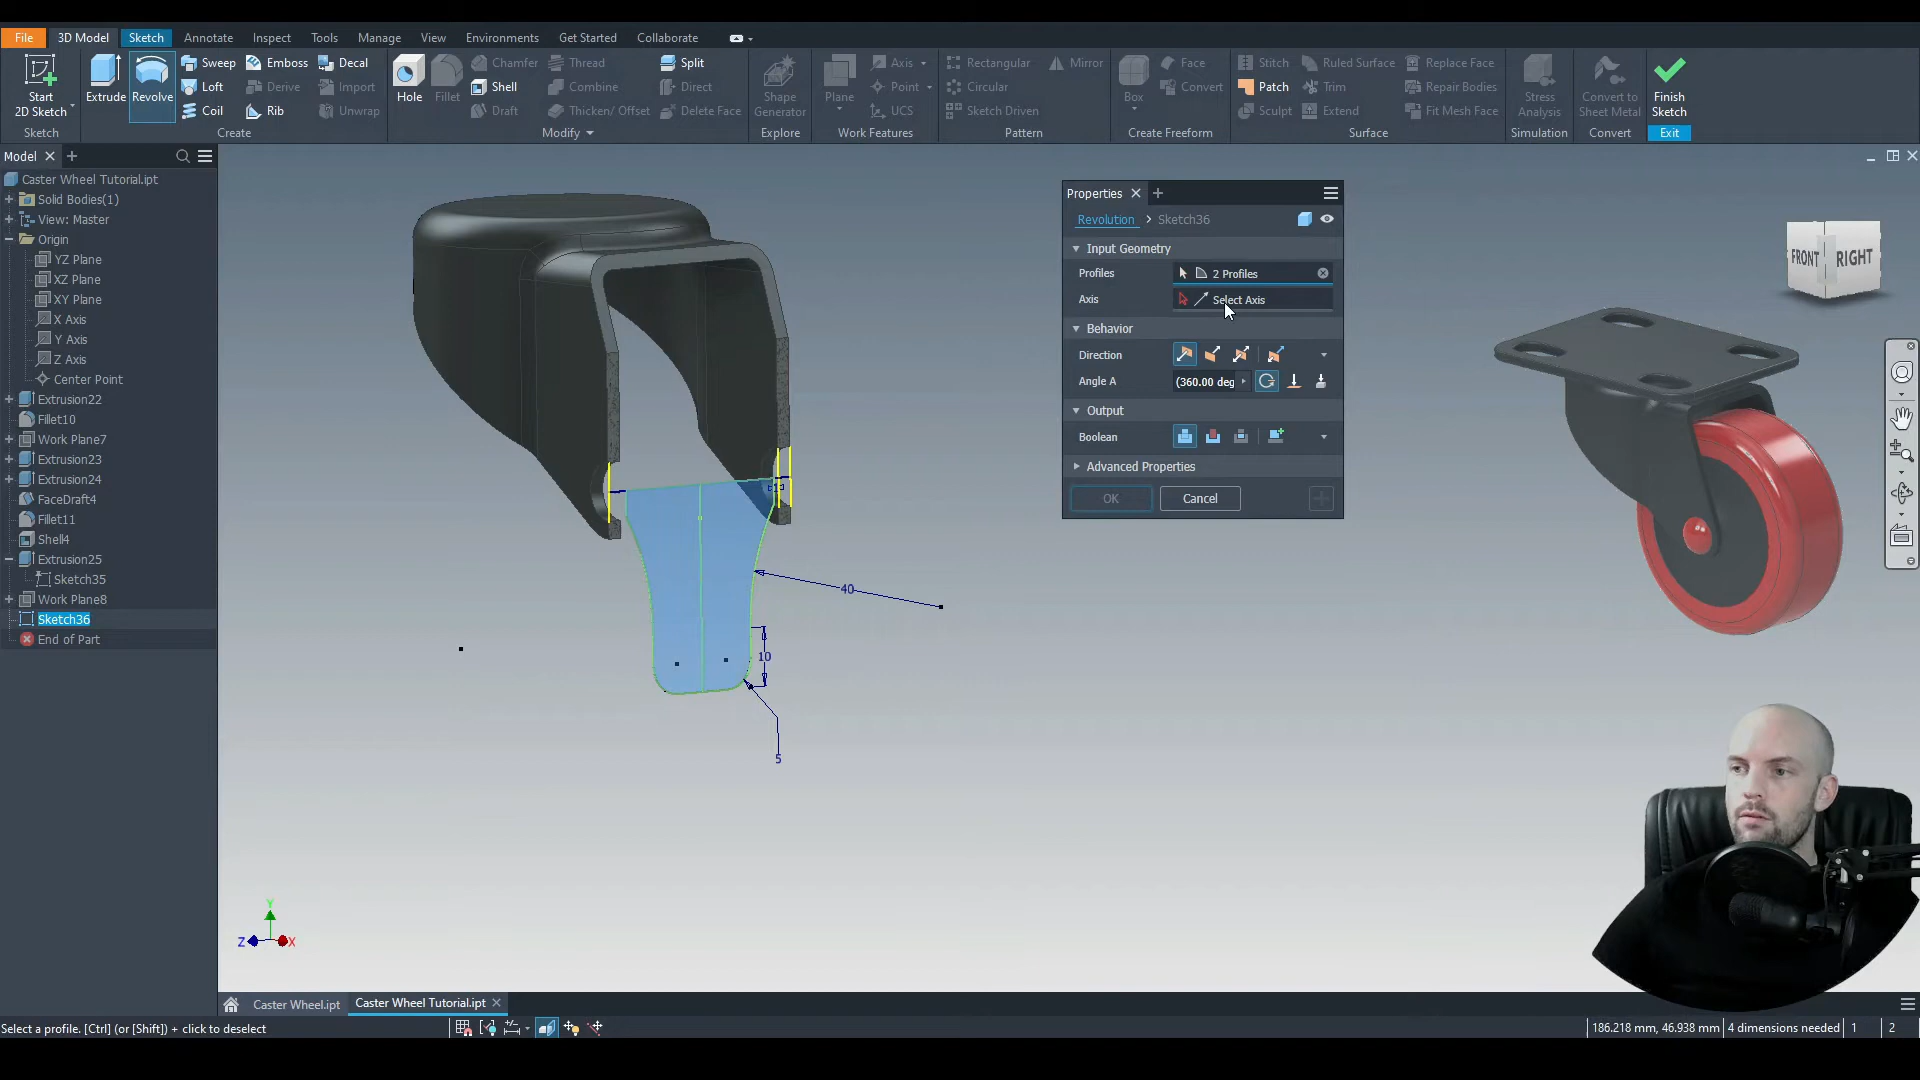 File 3D Model Sketch Annotate Inspect Tools Manage View Environments Get Started Collaborate
Start 2D Sketch Extrude Revolve Sweep Emboss Decal Hole Fillet Chamfer Thread Split Shape Generator Plane Axis Rectangular Mirror Box Face Stitch Ruled Surface Replace Face Stress Analysis Convert to Sheet Metal Finish Sketch
Loft Derive Import Shell Combine Direct Point Circular Convert Patch Trim Repair Bodies
Coil Rib Unwrap Draft Thicken/ Offset Delete Face UCS Sketch Driven Sculpt Extend Fit Mesh Face
Sketch Create Modify Explore Work Features Pattern Create Freeform Surface Simulation Convert Exit
Model
Caster Wheel Tutorial.ipt
Solid Bodies(1)
View: Master
Origin
YZ Plane
XZ Plane
XY Plane
X Axis
Y Axis
Z Axis
Center Point
Extrusion22
Fillet10
Work Plane7
Extrusion23
Extrusion24
FaceDraft4
Fillet11
Shell4
Extrusion25
Sketch35
Work Plane8
Sketch36
End of Part
Properties
Revolution Sketch36
Input Geometry
Profiles 2 Profiles
Axis Select Axis
Behavior
Direction
Angle A (360.00 deg
Output
Boolean
Advanced Properties
OK Cancel
FRONT RIGHT
40
10
5
Y
Z X
Caster Wheel.ipt Caster Wheel Tutorial.ipt
Select a profile. [Ctrl] (or [Shift]) + click to deselect 186.218 mm, 46.938 mm 4 dimensions needed 1 2